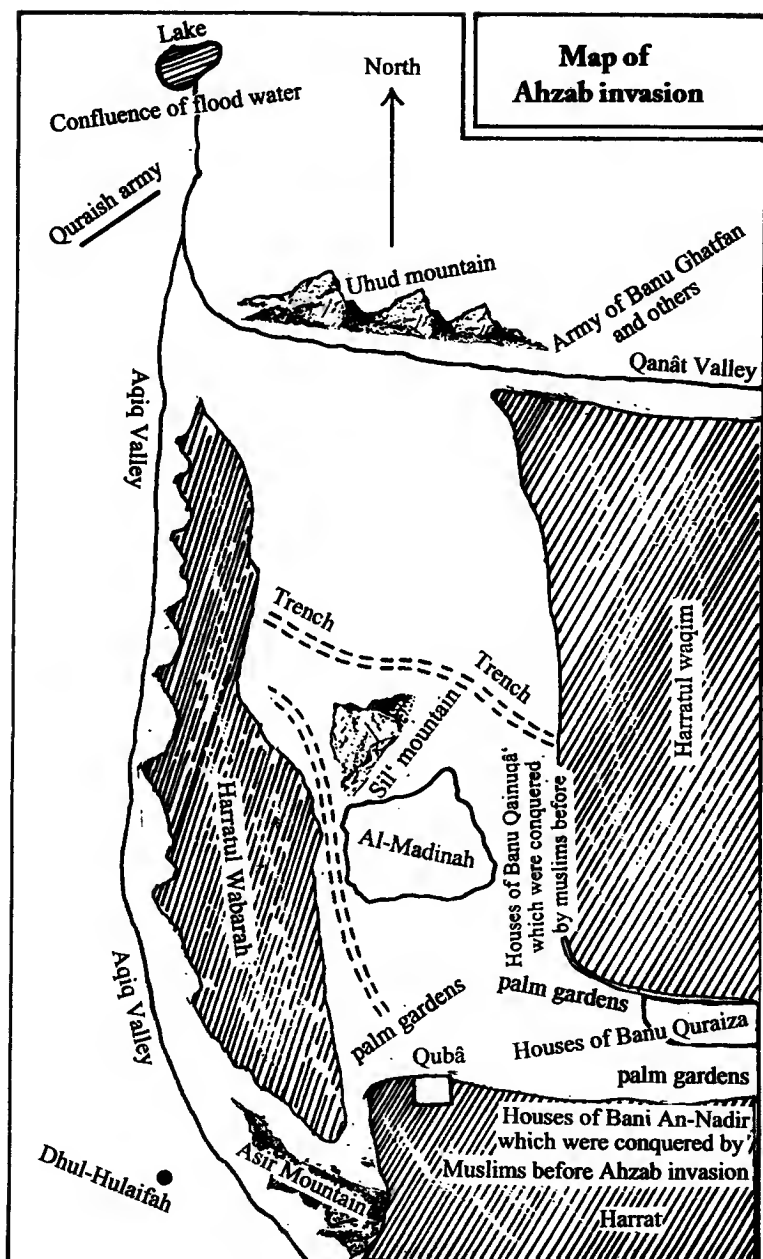 Map of
Ahzab invasion
Lake
North
Confluence of flood water
Quraish army
Uhud mountain
Army of Banu Ghatfan
and others
Qanât Valley
Aqiq Valley
Trench
Trench
Harratul waqim
Sil‘ mountain
Harratul Wabarah
Al-Madinah
Houses of Banu Qainuqâ‘
which were conquered
by muslims before
Aqiq Valley
palm gardens
palm gardens
Houses of Banu Quraiza
Qubâ
palm gardens
Houses of Bani An-Nadir
which were conquered by
Muslims before Ahzab invasion
Dhul-Hulaifah
Asir Mountain
Harrat